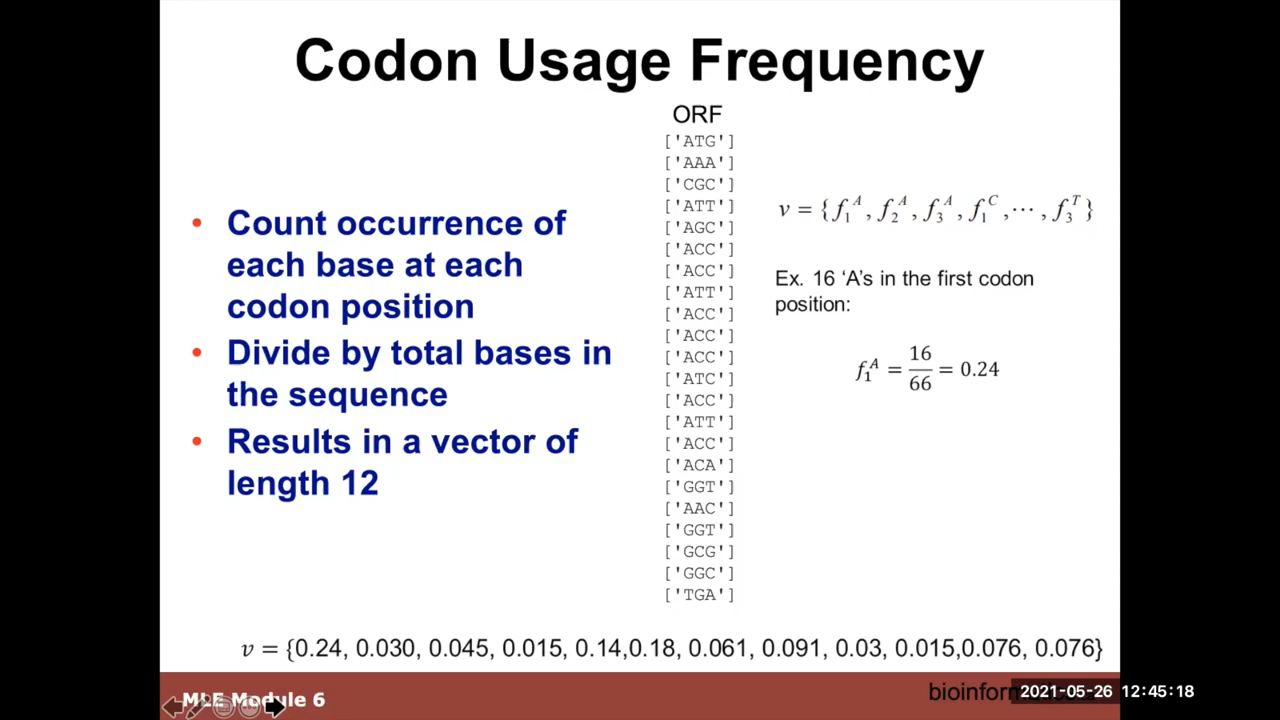 Codon Usage Frequency
• Count occurrence of
each base at each
codon position
• Divide by total bases in
the sequence
• Results in a vector of
length 12
ORF
['ATG']
['AAA']
['CGC']
['ATT']
['AGC']
['ACC']
['ACC']
['ATT']
['ACC']
['ACC']
['ACC']
['ATC']
['ACC']
['ATT']
['ACC']
['ACA']
['GGT']
['AAC']
['GGT']
['GCG']
['GGC']
['TGA']
v = {f₁ᴬ, f₂ᴬ, f₃ᴬ, f₁ᶜ, ⋯, f₃ᵀ}
Ex. 16 ‘A’s in the first codon
position:
f₁ᴬ = 16/66 = 0.24
v = {0.24, 0.030, 0.045, 0.015, 0.14,0.18, 0.061, 0.091, 0.03, 0.015,0.076, 0.076}
MLE Module 6
2021-05-26 12:45:18